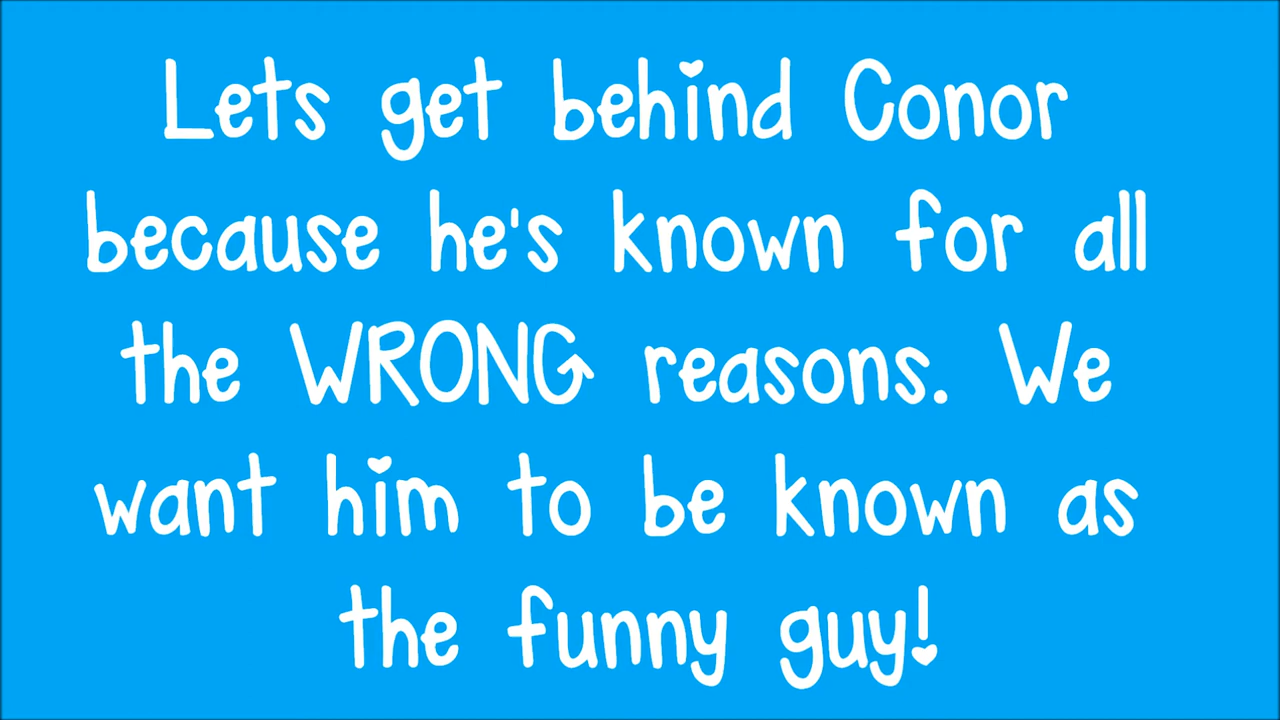 Lets get behind Conor
because he's known for all
the WRONG reasons. We
want him to be known as
the funny guy!